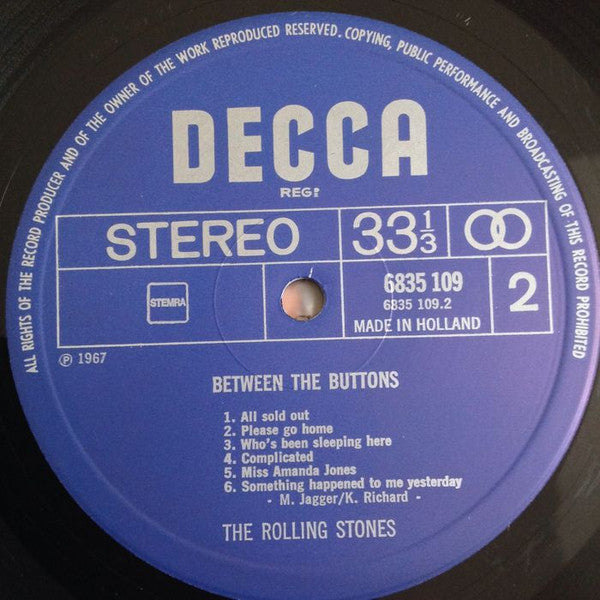 ALL RIGHTS OF THE RECORD PRODUCER AND OF THE OWNER OF THE WORK REPRODUCED RESERVED. COPYING, PUBLIC PERFORMANCE AND BROADCASTING OF THIS RECORD PROHIBITED
DECCA
REGD
STEREO 33 1/3
STEMRA
6835 109
6835 109.2
MADE IN HOLLAND
2
℗ 1967
BETWEEN THE BUTTONS
1. All sold out
2. Please go home
3. Who's been sleeping here
4. Complicated
5. Miss Amanda Jones
6. Something happened to me yesterday
- M. Jagger/K. Richard -
THE ROLLING STONES